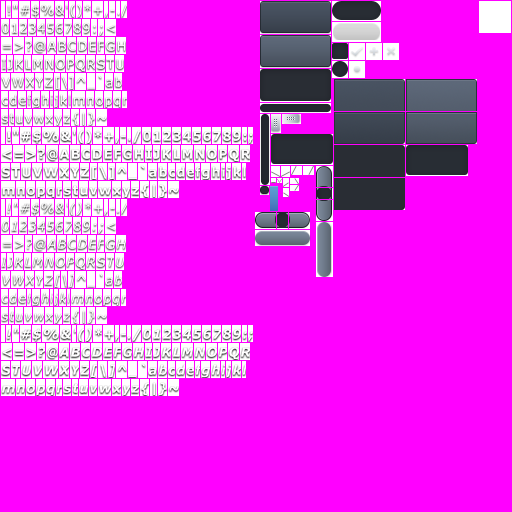 !"#$%&'()*+,-./
0123456789:;<
=>?@ABCDEFGH
IJKLMNOPQRSTU
VWXYZ[\]^_`ab
cdefghijklmnopqr
stuvwxyz{|}~
!"#$%&'()*+,-./0123456789:;
<=>?@ABCDEFGHIJKLMNOPQR
STUVWXYZ[\]^_`abcdefghijkl
mnopqrstuvwxyz{|}~
!"#$%&'()*+,-./
0123456789:;<
=>?@ABCDEFGH
IJKLMNOPQRSTU
VWXYZ[\]^_`ab
cdefghijklmnopqr
stuvwxyz{|}~
!"#$%&'()*+,-./0123456789:;
<=>?@ABCDEFGHIJKLMNOPQR
STUVWXYZ[\]^_`abcdefghijkl
mnopqrstuvwxyz{|}~